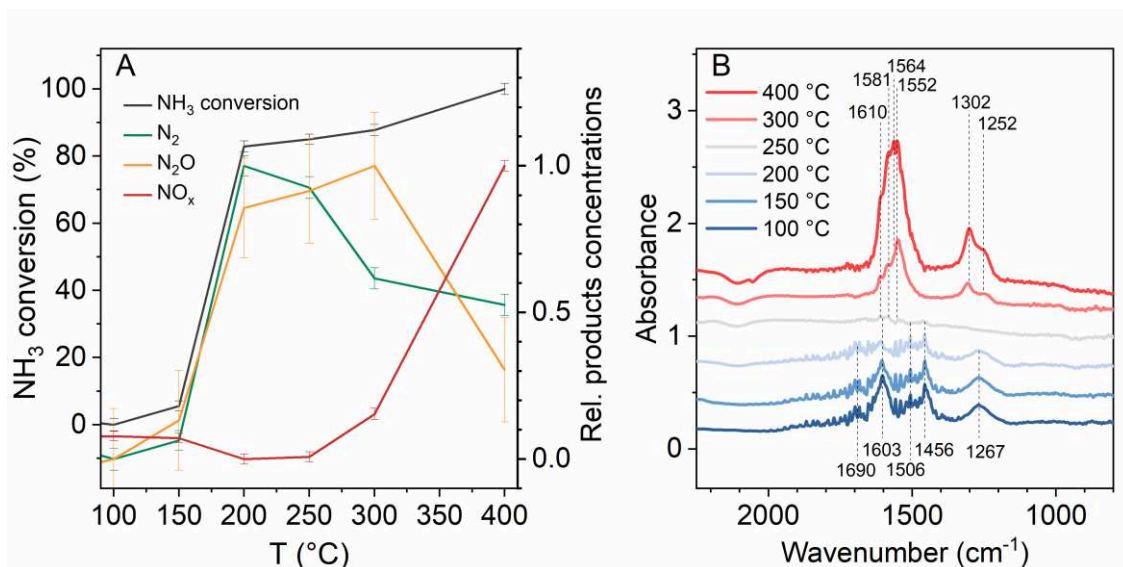 A
NH₃ conversion
N₂
N₂O
NOₓ
NH₃ conversion (%)
100
80
60
40
20
0
100 150 200 250 300 350 400
T (°C)
Rel. products concentrations
1.0
0.5
0.0
B
400 °C
300 °C
250 °C
200 °C
150 °C
100 °C
1564
1581 1552
1610
1302
1252
Absorbance
3
2
1
0
1603 1456 1267
1690 1506
2000 1500 1000
Wavenumber (cm⁻¹)